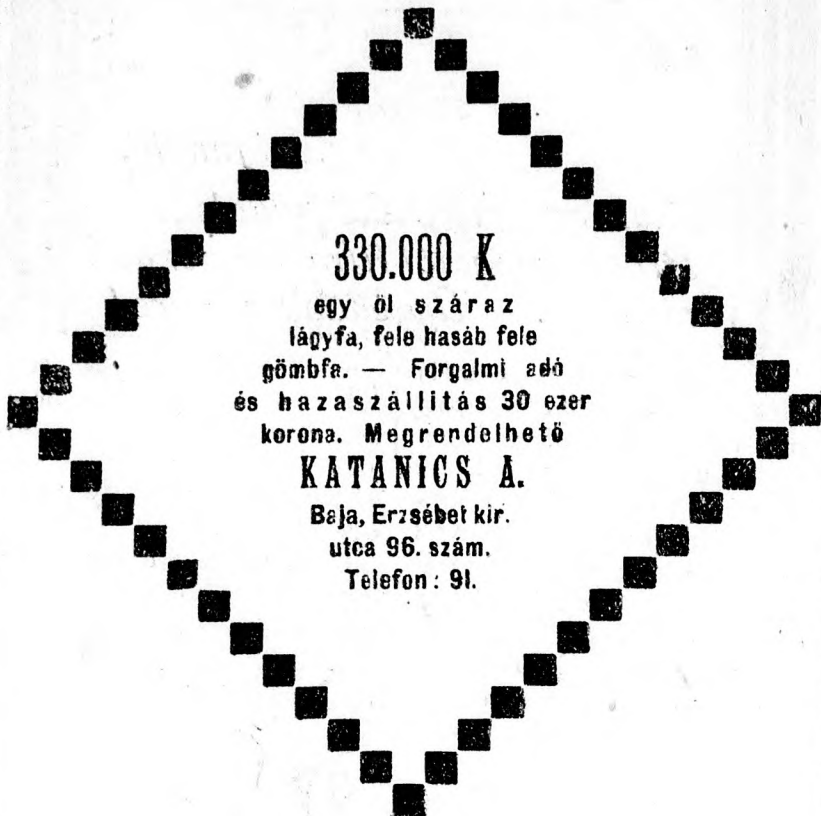 330.000 K
egy öl száraz
lágyfa, fele hasáb fele
gömbfa. — Forgalmi adó
és hazaszállitás 30 ezer
korona. Megrendelhető
KATANICS A.
Baja, Erzsébet kir.
utca 96. szám.
Telefon: 91.